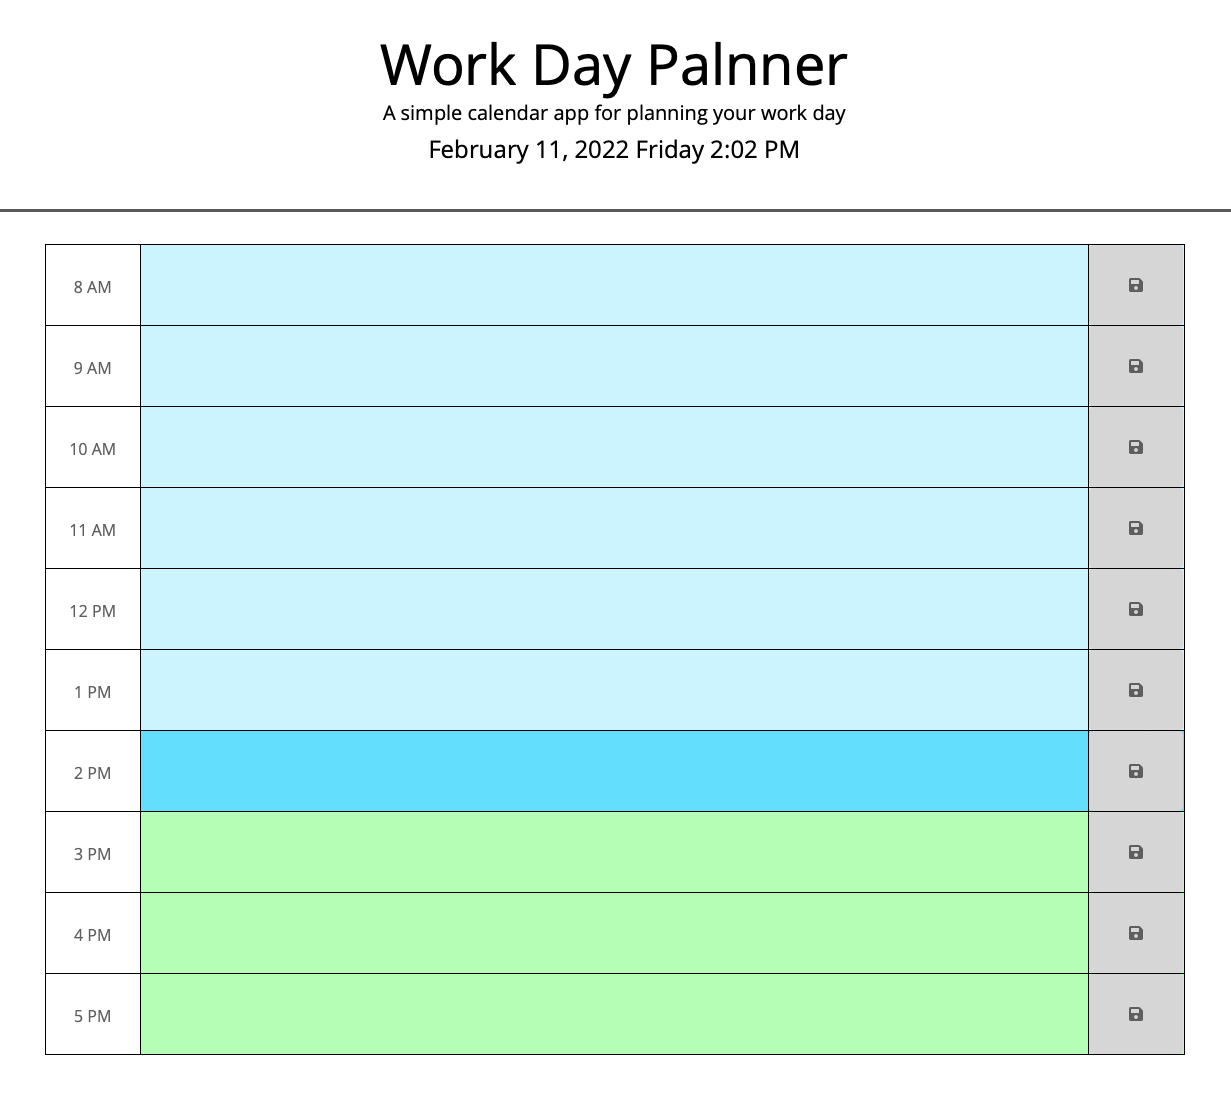 Work Day Palnner
A simple calendar app for planning your work day
February 11, 2022 Friday 2:02 PM
8 AM
9 AM
10 AM
11 AM
12 PM
1 PM
2 PM
3 PM
4 PM
5 PM